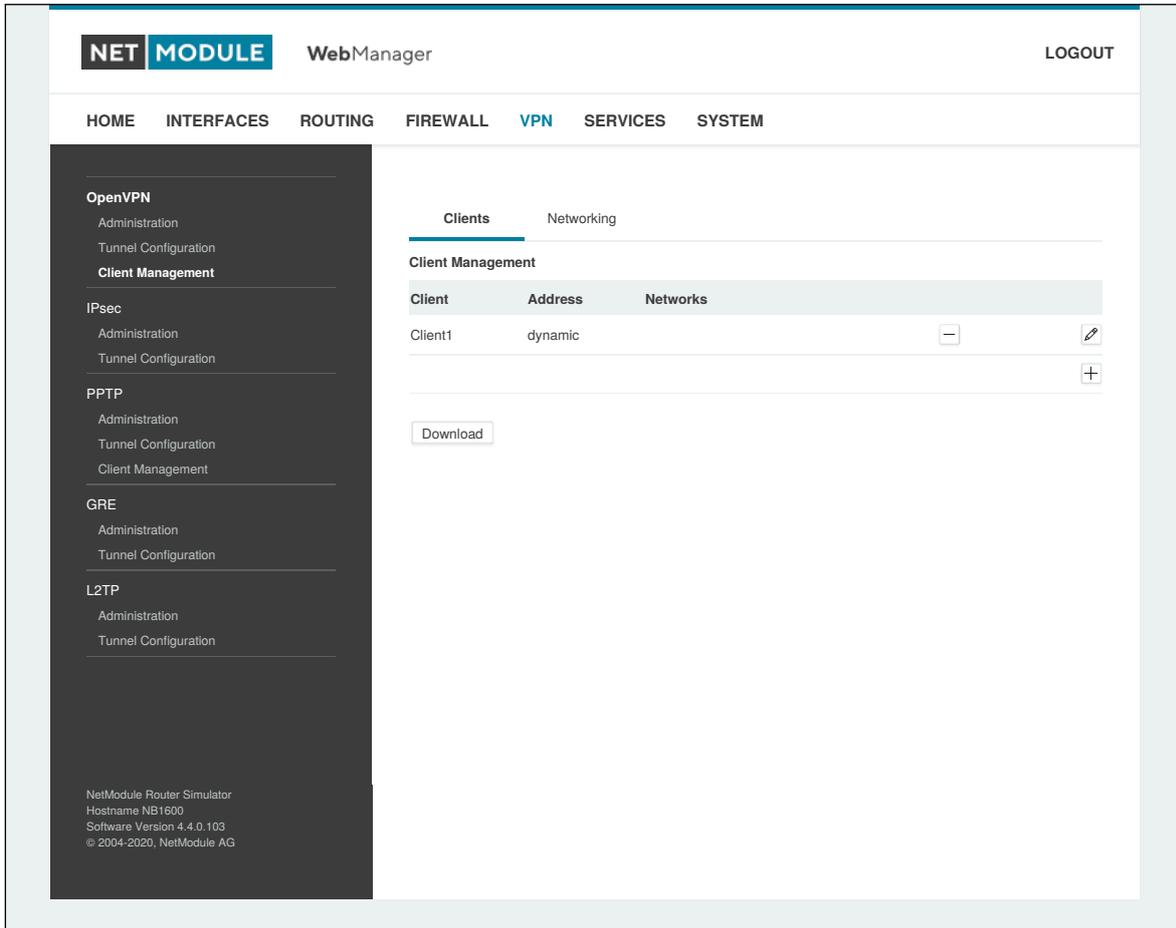 NET MODULE WebManager LOGOUT
HOME INTERFACES ROUTING FIREWALL VPN SERVICES SYSTEM
OpenVPN
Administration
Tunnel Configuration
Client Management
IPsec
Administration
Tunnel Configuration
PPTP
Administration
Tunnel Configuration
Client Management
GRE
Administration
Tunnel Configuration
L2TP
Administration
Tunnel Configuration
NetModule Router Simulator
Hostname NB1600
Software Version 4.4.0.103
© 2004-2020, NetModule AG
Clients Networking
Client Management
Client Address Networks
Client1 dynamic
Download